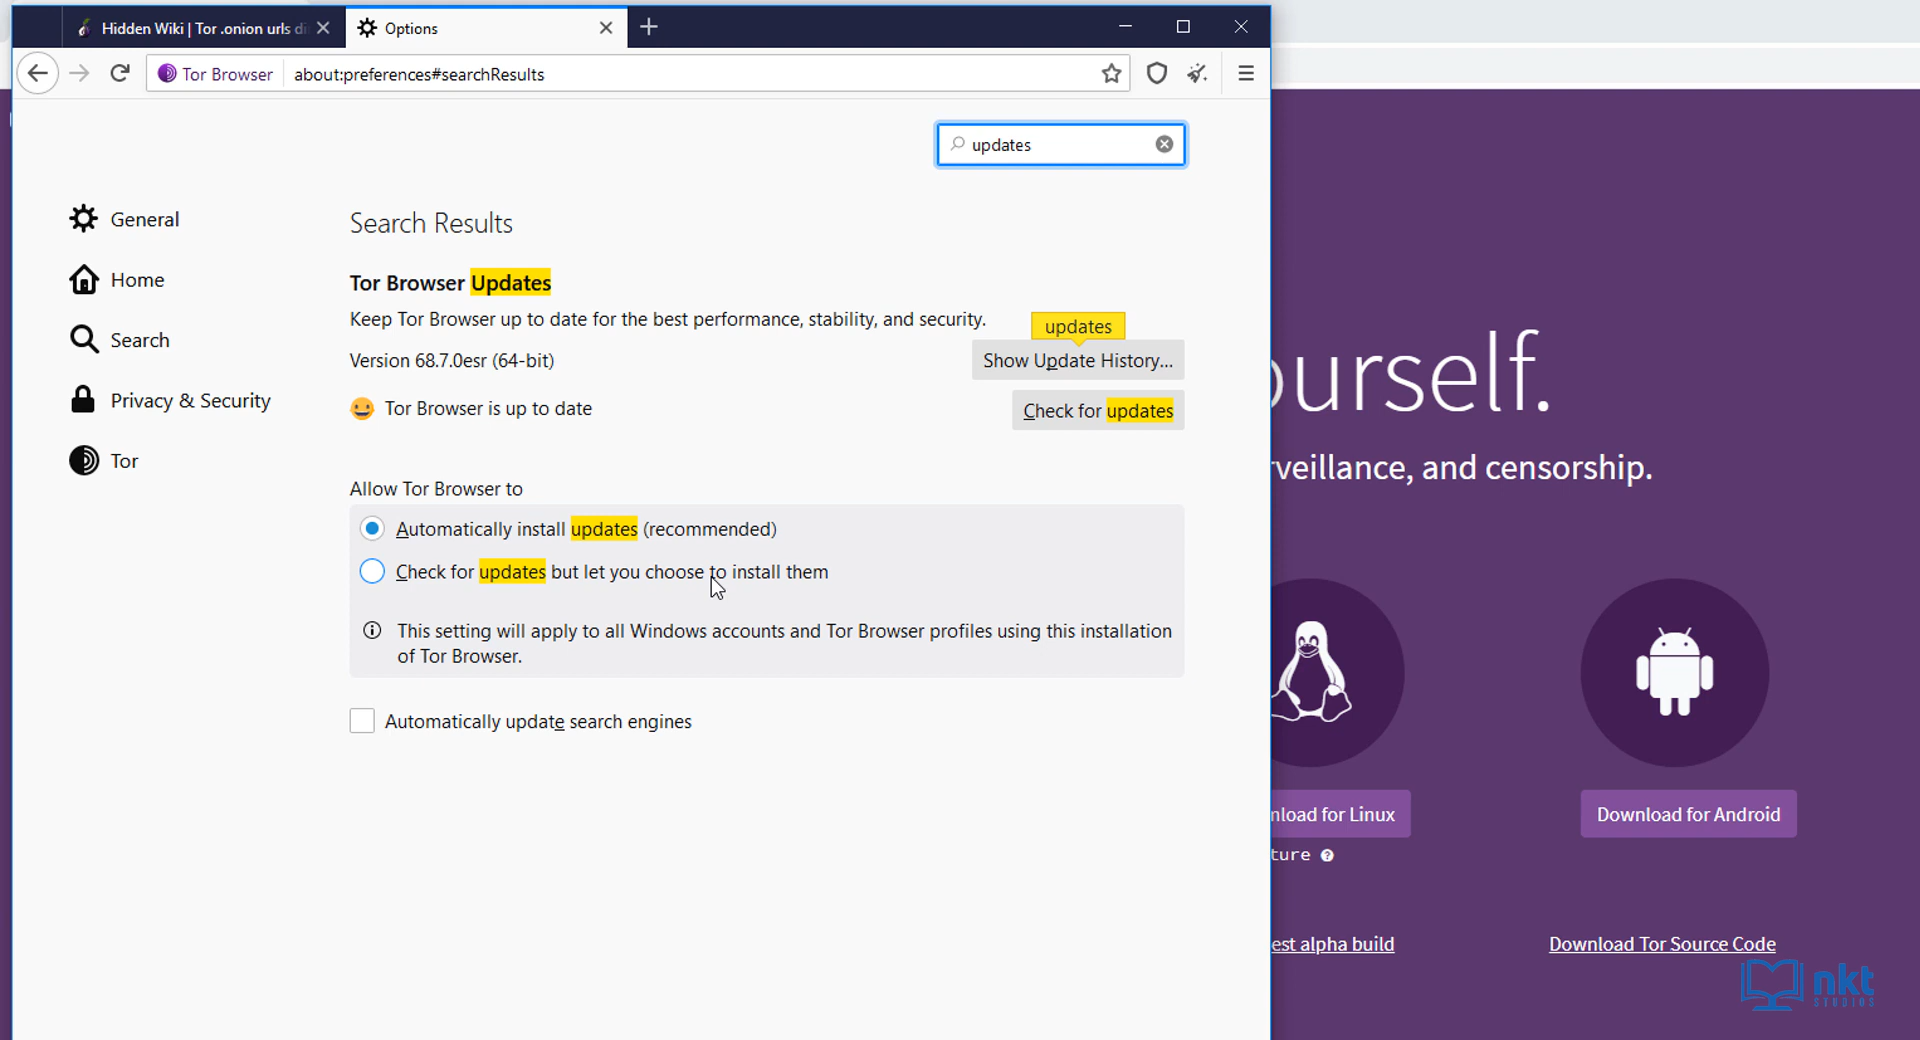 Hidden Wiki | Tor .onion urls di
Options
Tor Browser
about:preferences#searchResults
updates
General
Home
Search
Privacy & Security
Tor
Search Results
Tor Browser Updates
Keep Tor Browser up to date for the best performance, stability, and security.
updates
Version 68.7.0esr (64-bit)
Show Update History...
Tor Browser is up to date
Check for updates
Allow Tor Browser to
Automatically install updates (recommended)
Check for updates but let you choose to install them
This setting will apply to all Windows accounts and Tor Browser profiles using this installation
of Tor Browser.
Automatically update search engines
ourself.
rveillance, and censorship.
nload for Linux
Download for Android
ture
est alpha build
Download Tor Source Code
nkt
STUDIOS